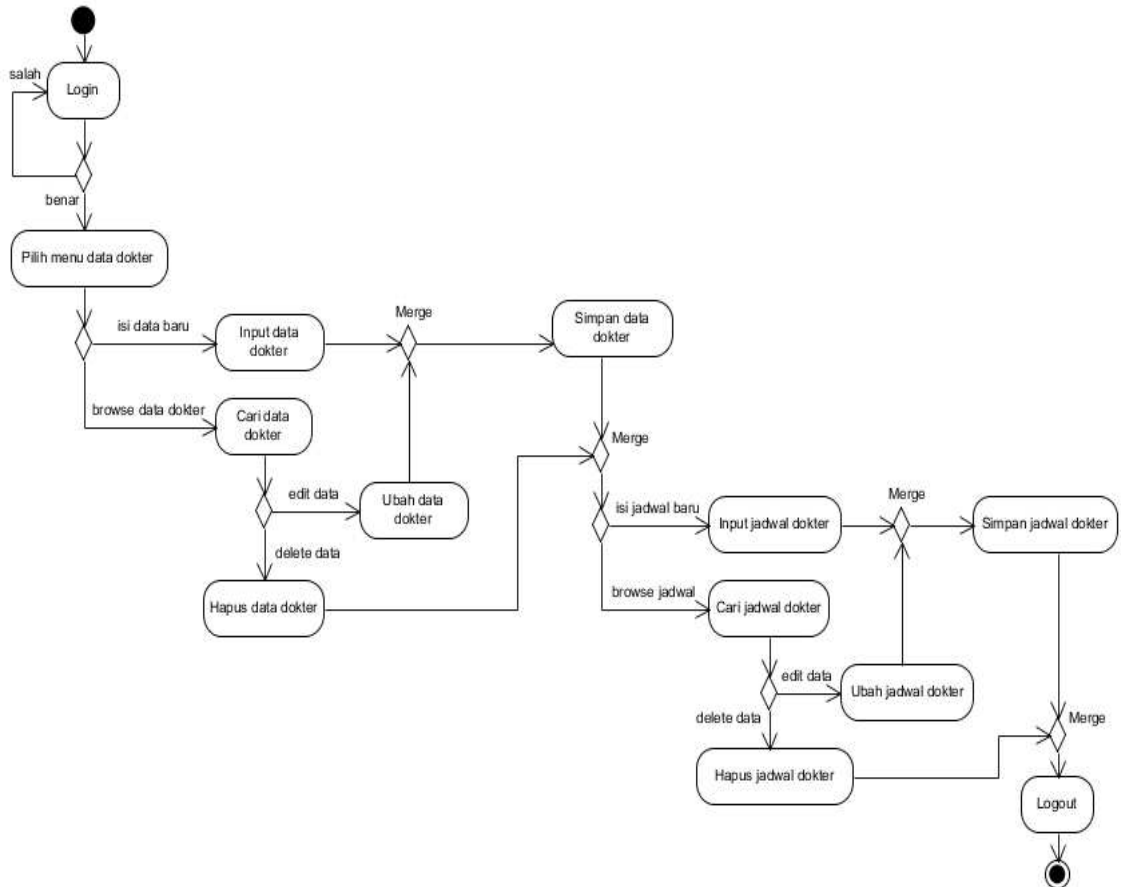 salah
Login
benar
Pilih menu data dokter
isi data baru
Input data
dokter
Merge
Simpan data
dokter
browse data dokter
Cari data
dokter
Merge
edit data
Ubah data
dokter
delete data
Hapus data dokter
isi jadwal baru
Input jadwal dokter
Merge
Simpan jadwal dokter
browse jadwal
Cari jadwal dokter
edit data
Ubah jadwal dokter
delete data
Hapus jadwal dokter
Merge
Logout